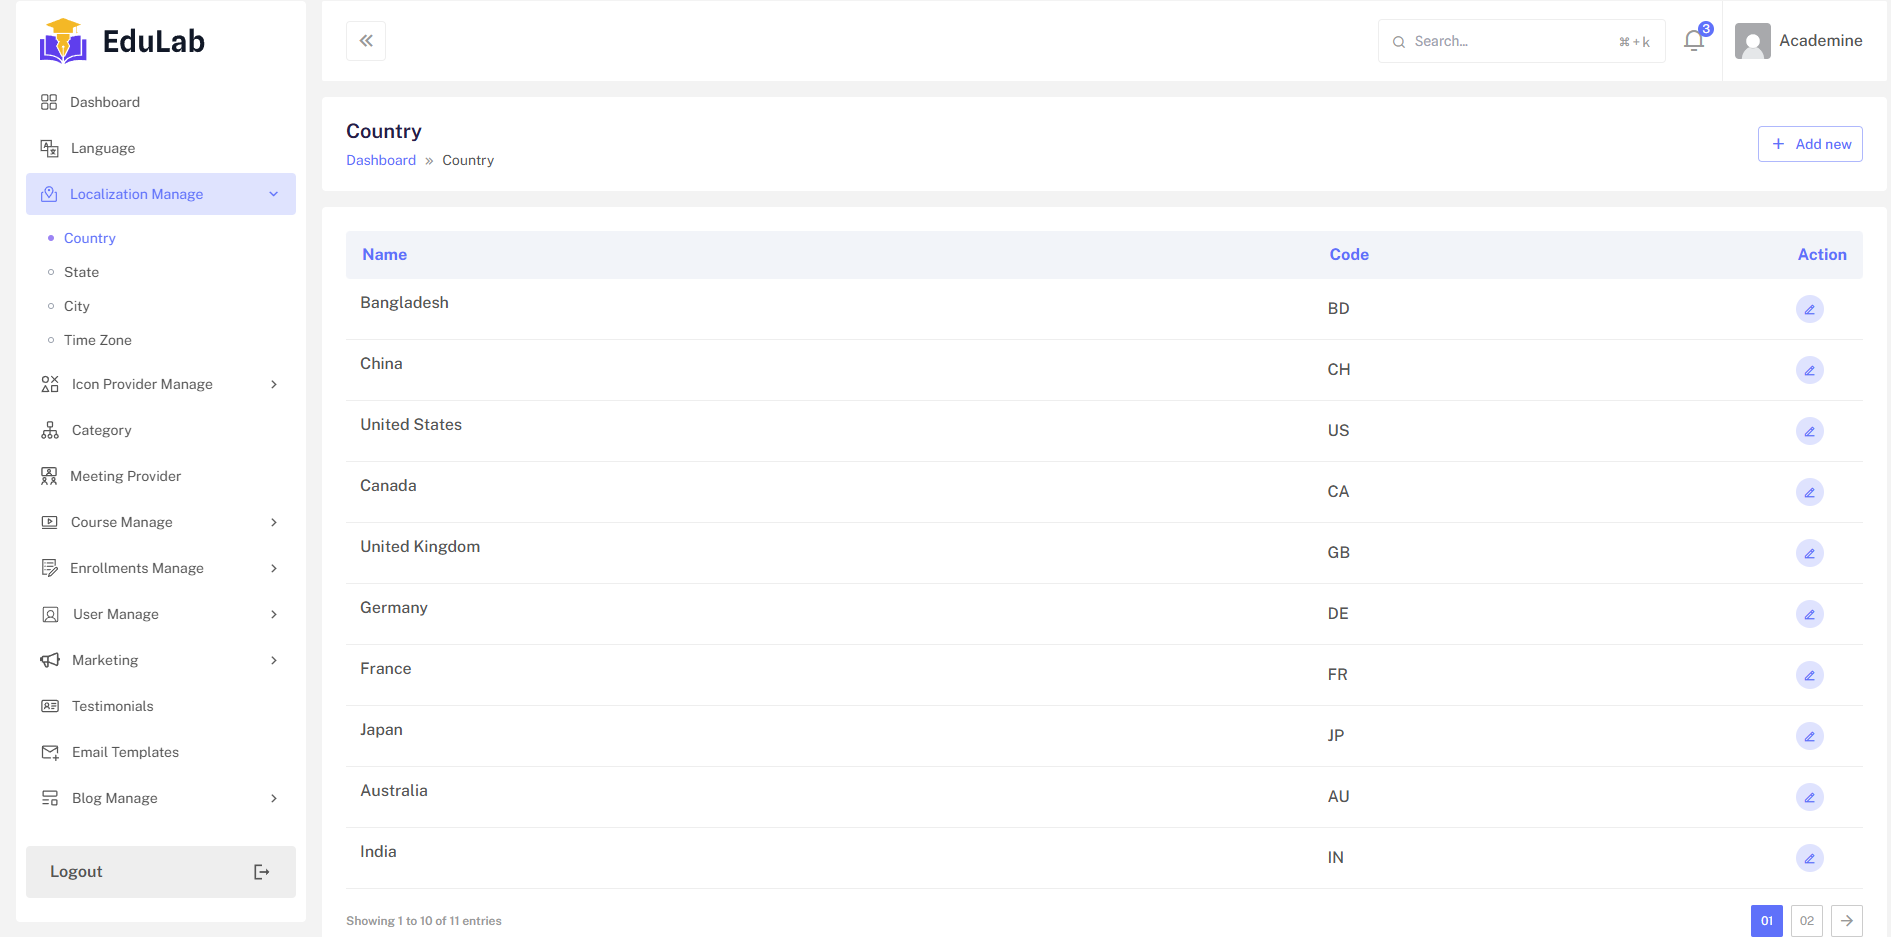 EduLab
Dashboard
Language
Localization Manage
Country
State
City
Time Zone
Icon Provider Manage
Category
Meeting Provider
Course Manage
Enrollments Manage
User Manage
Marketing
Testimonials
Email Templates
Blog Manage
Logout
Search... ⌘+k
3
Academine
Country
Dashboard » Country
+ Add new
Name Code Action
Bangladesh BD
China CH
United States US
Canada CA
United Kingdom GB
Germany DE
France FR
Japan JP
Australia AU
India IN
Showing 1 to 10 of 11 entries
01 02